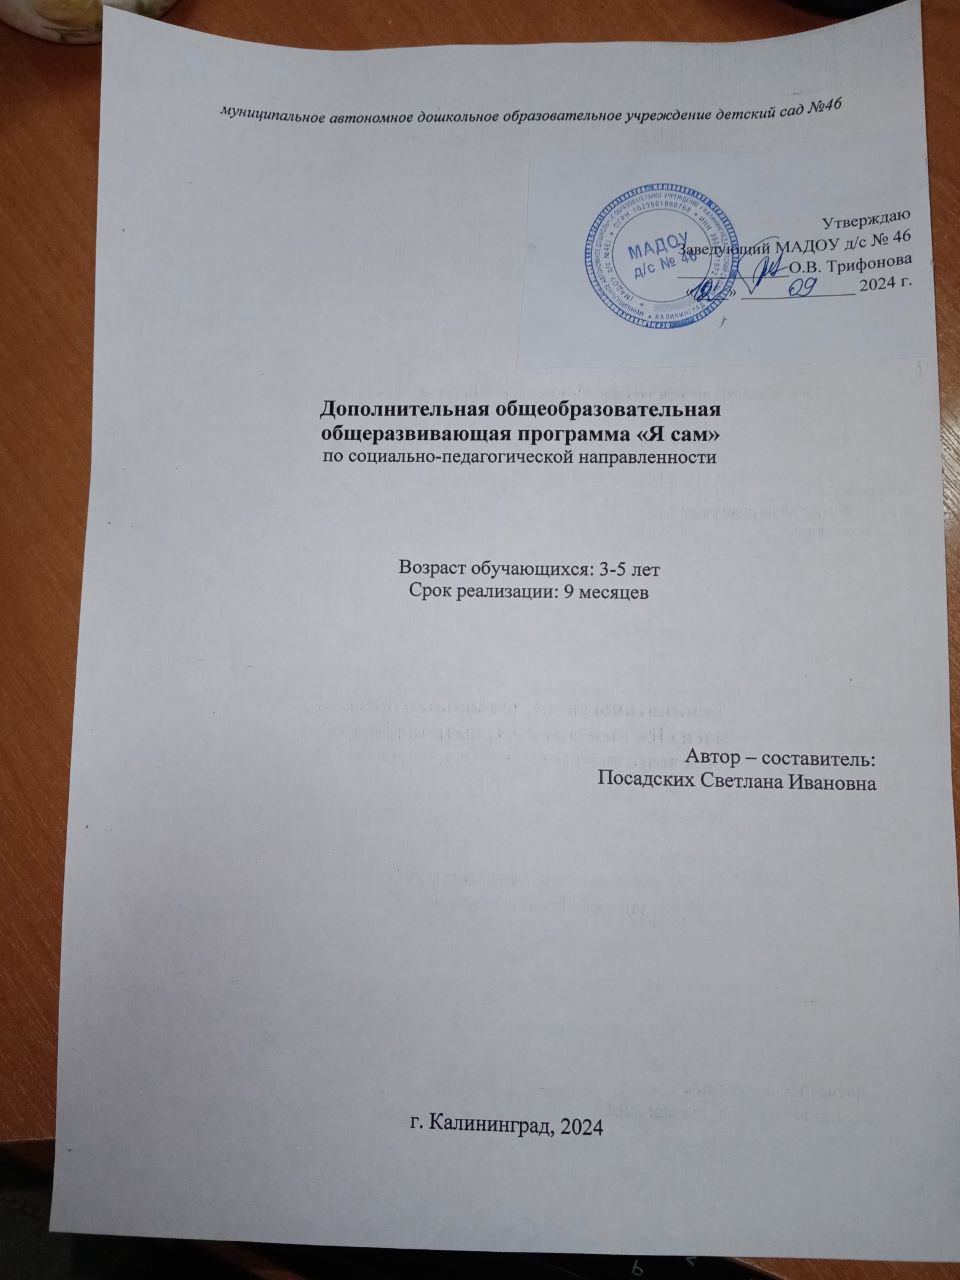 муниципальное автономное дошкольное образовательное учреждение детский сад №46
Утверждаю
Заведующий МАДОУ д/с № 46
О.В. Трифонова
« » 09 2024 г.
МАДОУ
д/с № 46
Дополнительная общеобразовательная
общеразвивающая программа «Я сам»
по социально-педагогической направленности
Возраст обучающихся: 3-5 лет
Срок реализации: 9 месяцев
Автор – составитель:
Посадских Светлана Ивановна
г. Калининград, 2024